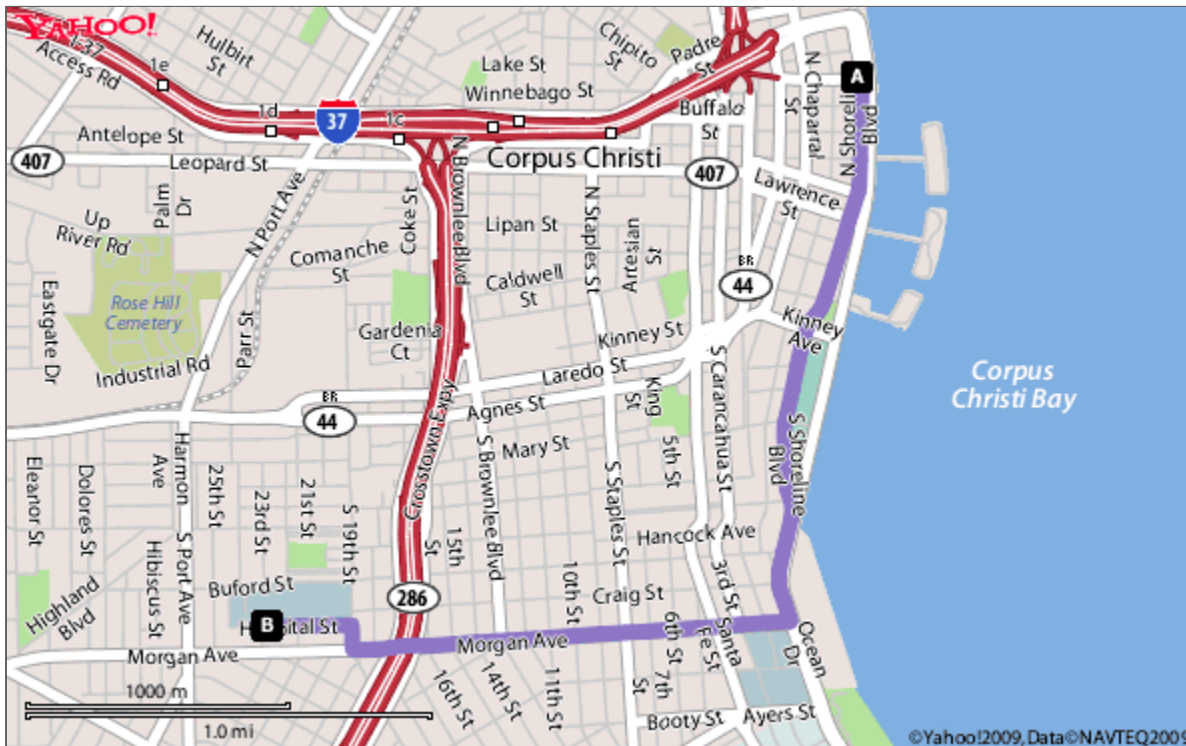 YAHOO!
I-37
Access Rd
Hulbirt
St
1e
1d
37
1c
Lake St
Winnebago St
Chipito
St
Padre
St
N Chaparral
St
A
N Shoreline
Blvd
Buffalo
St
Antelope St
407
Leopard St
Corpus Christi
407
Lawrence
St
Up
River Rd
Palm
Dr
N Port Ave
Coke St
N Brownlee Blvd
Lipan St
N Staples St
Artesian
St
Comanche
St
Caldwell
St
BR
44
Eastgate Dr
Rose Hill
Cemetery
Parr St
Gardenia
Ct
Kinney St
Kinney
Ave
Industrial Rd
Laredo St
Corpus
Christi Bay
BR
44
Crosstown Expy
Agnes St
King
St
S Carancahua St
S Shoreline
Blvd
Eleanor St
Dolores St
Harmon
Ave
25th St
23rd St
21st St
S 19th St
S Brownlee Blvd
Mary St
S Staples St
5th St
15th
St
Hancock Ave
Highland
Blvd
Hibiscus St
S Port Ave
Buford St
286
10th St
Craig St
3rd St
B
Hospital St
Morgan Ave
Morgan Ave
6th St
Santa
Fe St
Ocean
Dr
1000 m
1.0 mi
16th St
14th St
11th St
7th
St
Booty St
Ayers St
©Yahoo!2009, Data©NAVTEQ2009